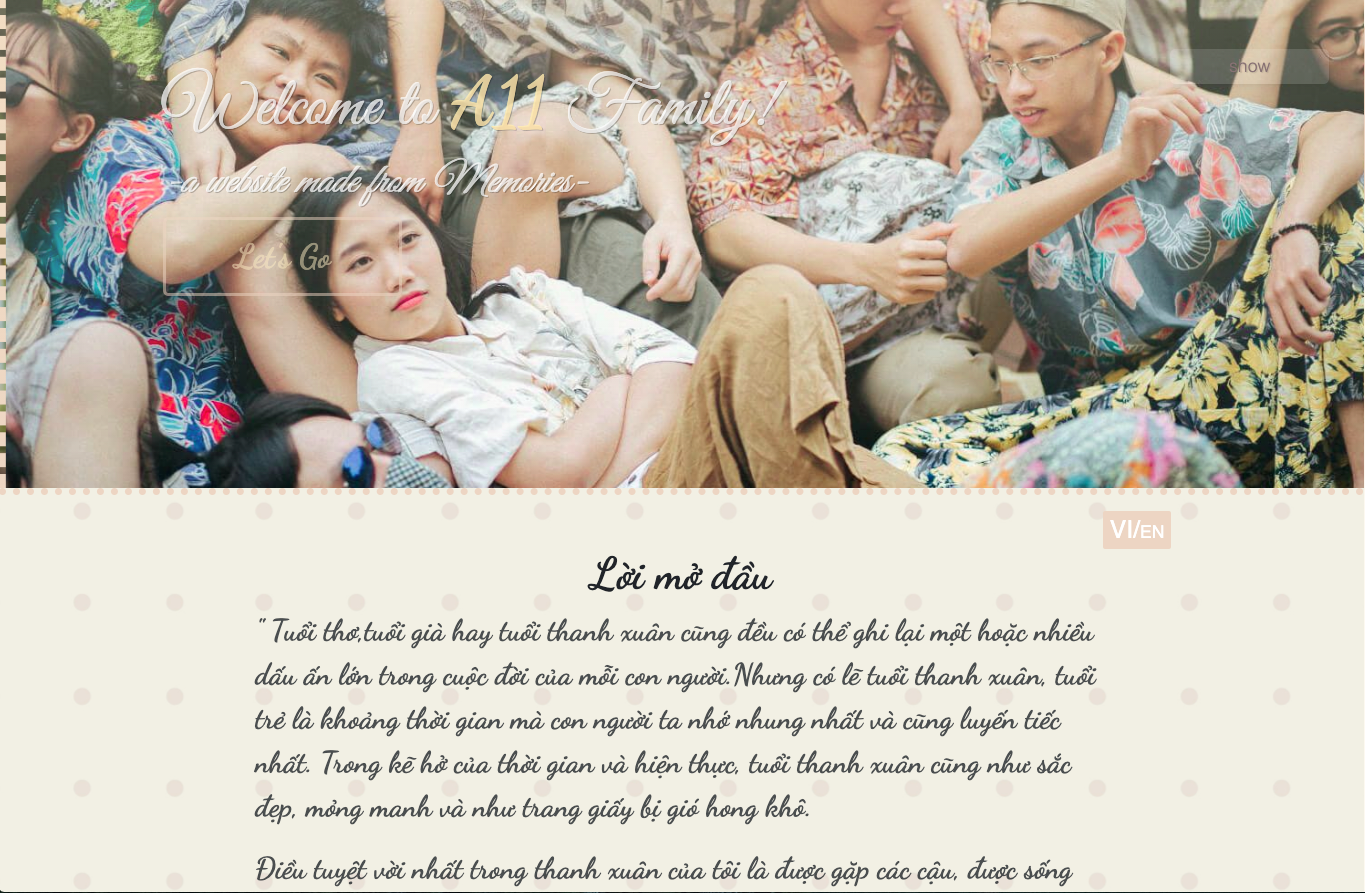 show
Welcome to A11 Family!
-a website made from Memories-
Let's Go
VI/EN
Lời mở đầu
" Tuổi thơ,tuổi già hay tuổi thanh xuân cũng đều có thể ghi lại một hoặc nhiều
dấu ấn lớn trong cuộc đời của mỗi con người.Nhưng có lẽ tuổi thanh xuân, tuổi
trẻ là khoảng thời gian mà con người ta nhớ nhung nhất và cũng luyến tiếc
nhất. Trong kẽ hở của thời gian và hiện thực, tuổi thanh xuân cũng như sắc
đẹp, mỏng manh và như trang giấy bị gió hong khô.
Điều tuyệt vời nhất trong thanh xuân của tôi là được gặp các cậu, được sống